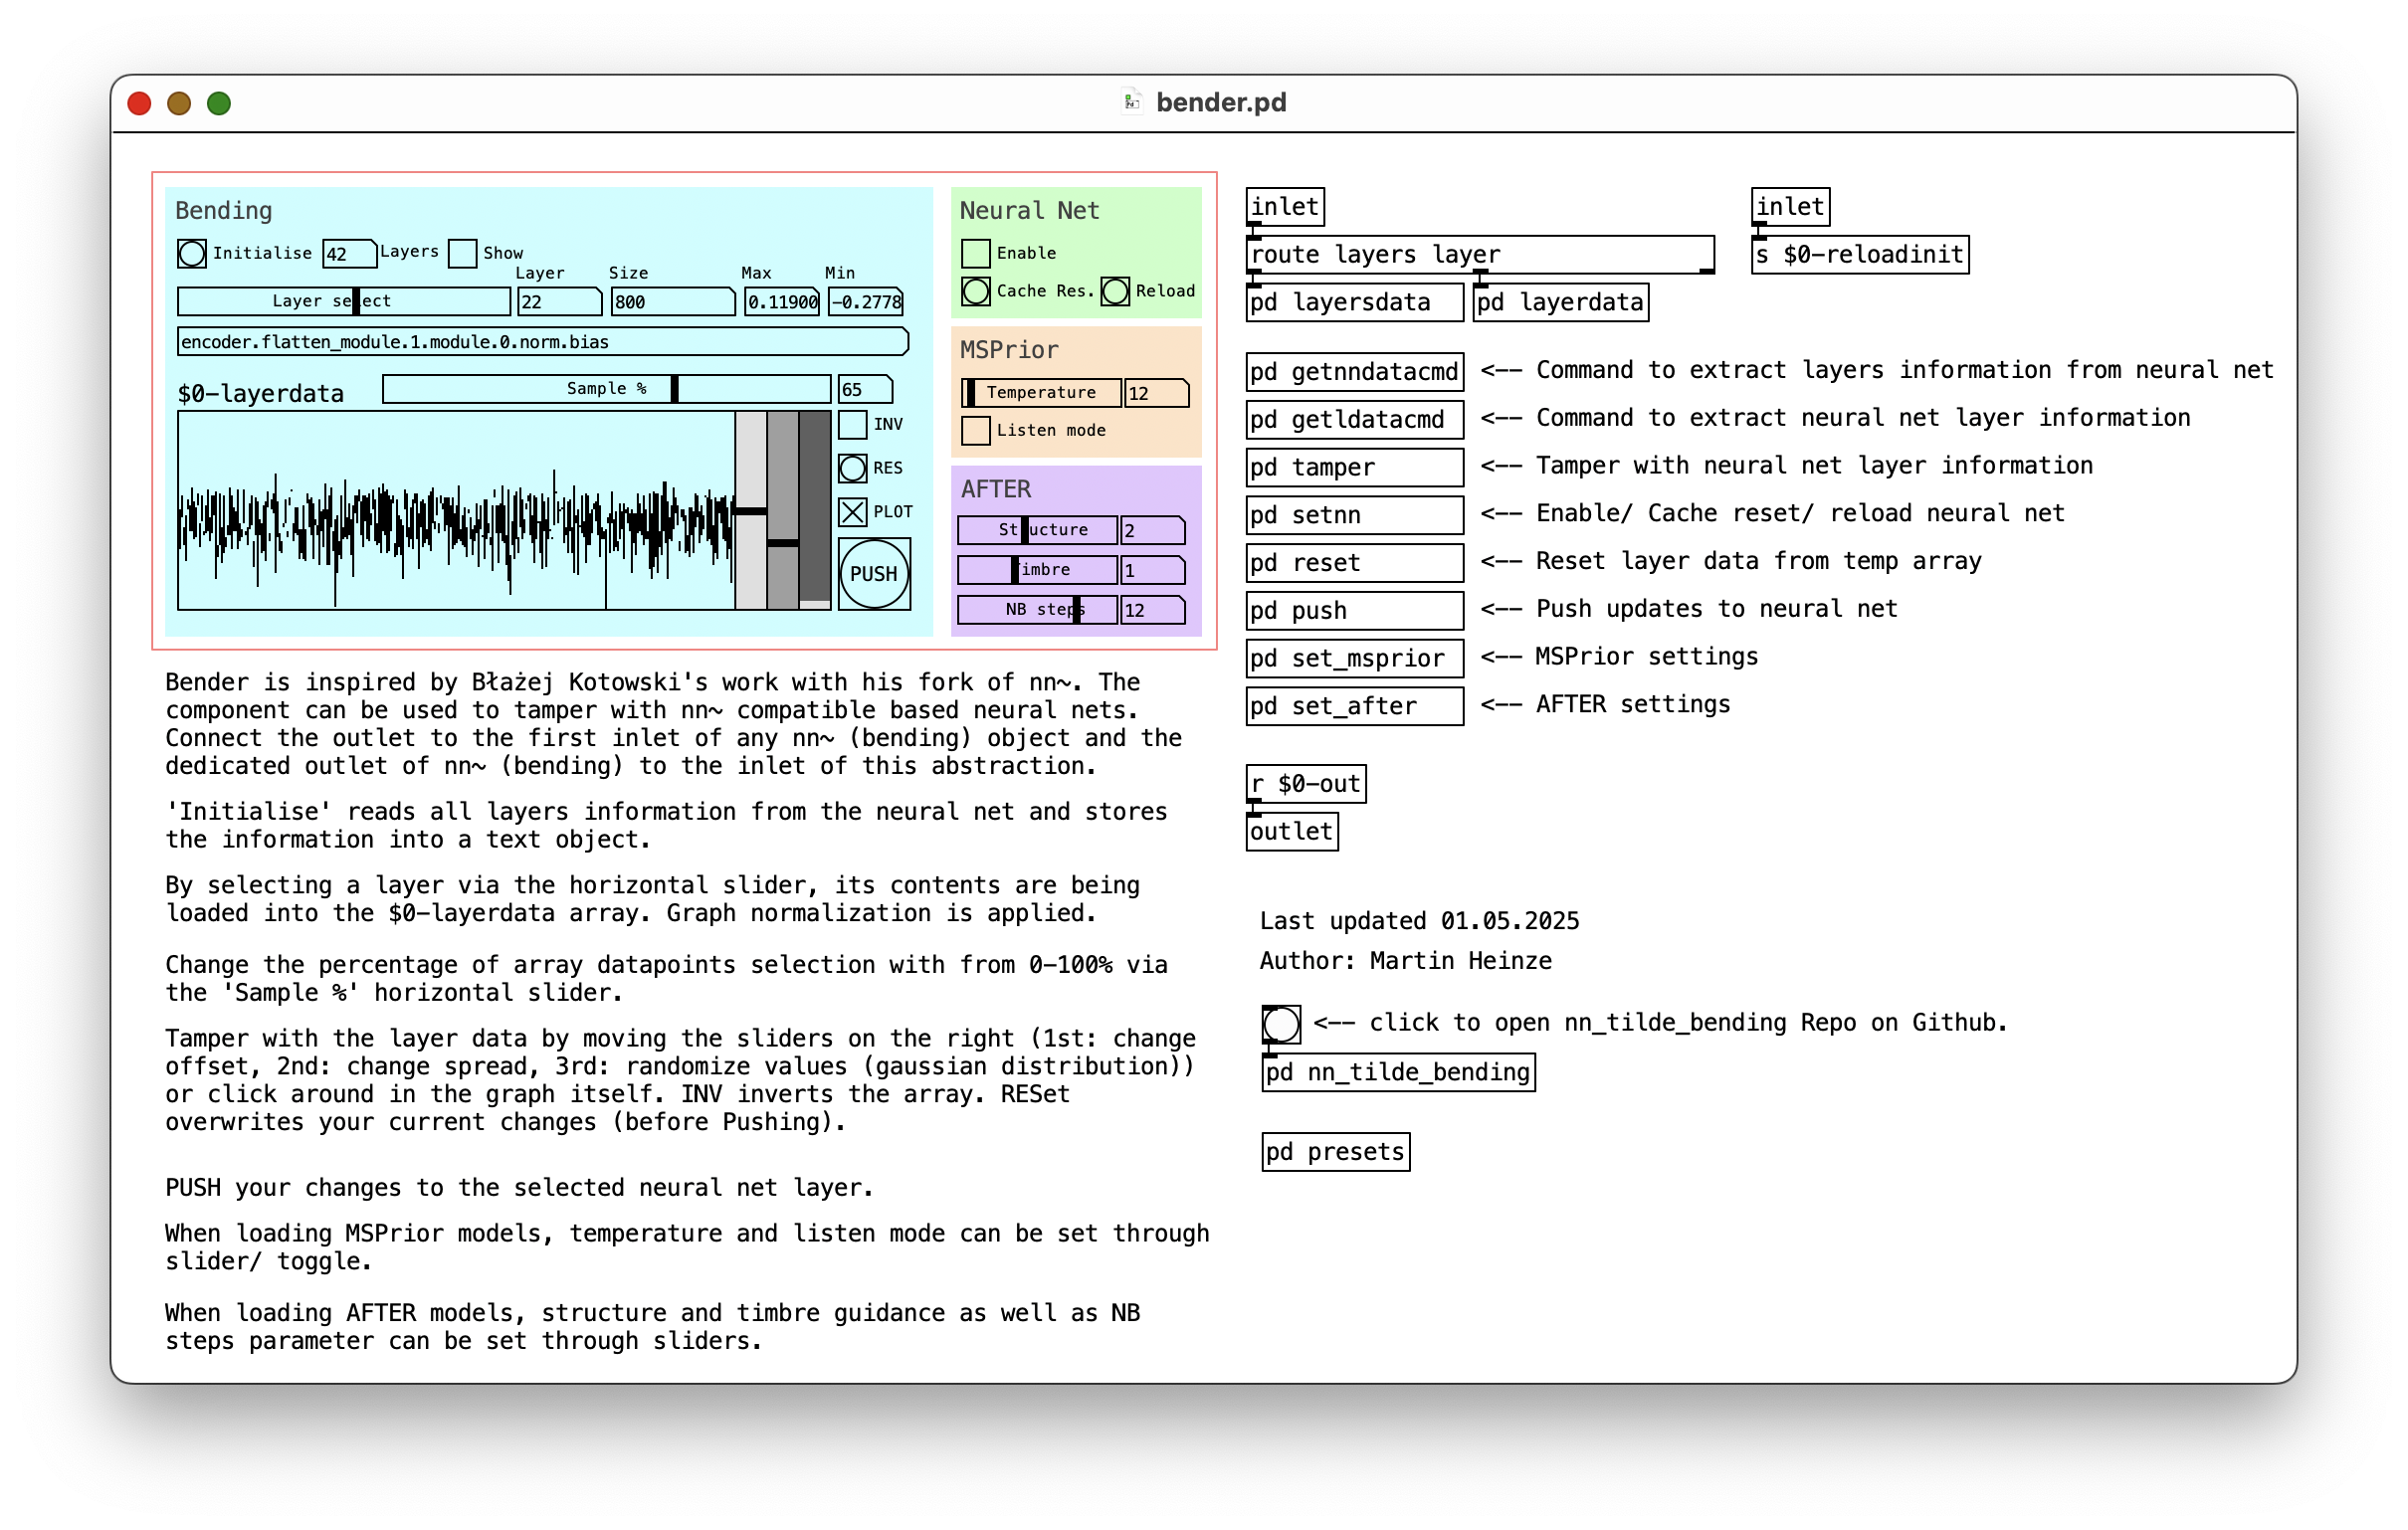 bender.pd
Bending
Initialise 42 Layers Show
Layer Size Max Min
Layer select 22 800 0.11900 -0.2778
encoder.flatten_module.1.module.0.norm.bias
$0-layerdata Sample % 65
INV
RES
PLOT
PUSH
Neural Net
Enable
Cache Res. Reload
MSPrior
Temperature 12
Listen mode
AFTER
Structure 2
Timbre 1
NB steps 12
Bender is inspired by Błażej Kotowski's work with his fork of nn~. The
component can be used to tamper with nn~ compatible based neural nets.
Connect the outlet to the first inlet of any nn~ (bending) object and the
dedicated outlet of nn~ (bending) to the inlet of this abstraction.
'Initialise' reads all layers information from the neural net and stores
the information into a text object.
By selecting a layer via the horizontal slider, its contents are being
loaded into the $0-layerdata array. Graph normalization is applied.
Change the percentage of array datapoints selection with from 0-100% via
the 'Sample %' horizontal slider.
Tamper with the layer data by moving the sliders on the right (1st: change
offset, 2nd: change spread, 3rd: randomize values (gaussian distribution))
or click around in the graph itself. INV inverts the array. RESet
overwrites your current changes (before Pushing).
PUSH your changes to the selected neural net layer.
When loading MSPrior models, temperature and listen mode can be set through
slider/ toggle.
When loading AFTER models, structure and timbre guidance as well as NB
steps parameter can be set through sliders.
inlet
route layers layer
pd layersdata
pd layerdata
inlet
s $0-reloadinit
pd getnndatacmd <-- Command to extract layers information from neural net
pd getldatacmd <-- Command to extract neural net layer information
pd tamper <-- Tamper with neural net layer information
pd setnn <-- Enable/ Cache reset/ reload neural net
pd reset <-- Reset layer data from temp array
pd push <-- Push updates to neural net
pd set_msprior <-- MSPrior settings
pd set_after <-- AFTER settings
r $0-out
outlet
Last updated 01.05.2025
Author: Martin Heinze
<-- click to open nn_tilde_bending Repo on Github.
pd nn_tilde_bending
pd presets